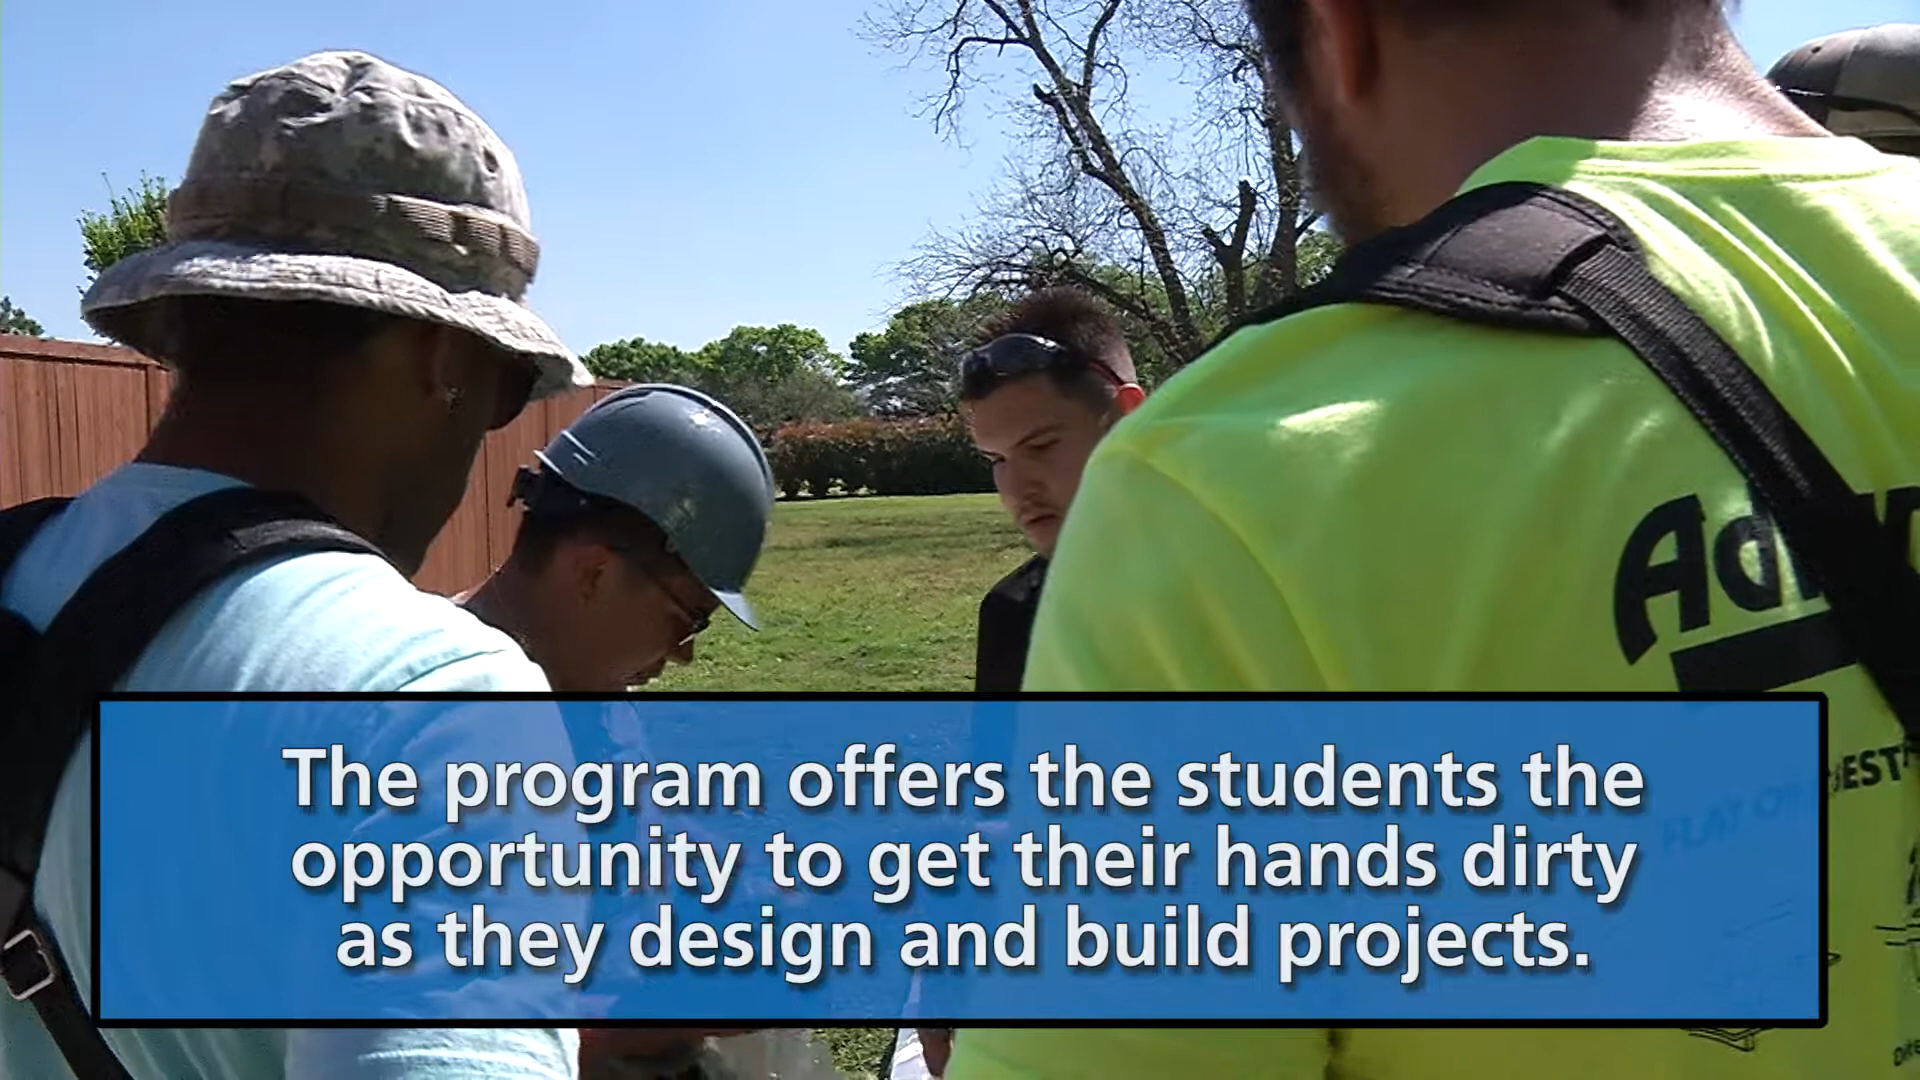 The program offers the students the
opportunity to get their hands dirty
as they design and build projects.